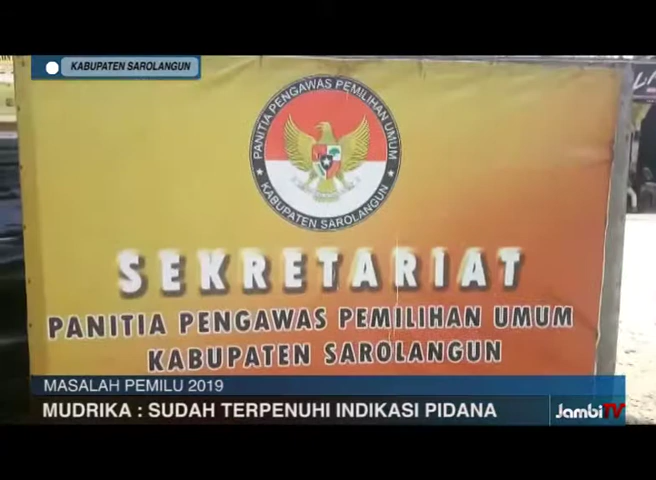 KABUPATEN SAROLANGUN
PANITIA PENGAWAS PEMILIHAN UMUM
KABUPATEN SAROLANGUN
SEKRETARIAT
PANITIA PENGAWAS PEMILIHAN UMUM
KABUPATEN SAROLANGUN
MASALAH PEMILU 2019
MUDRIKA : SUDAH TERPENUHI INDIKASI PIDANA
JambiTV